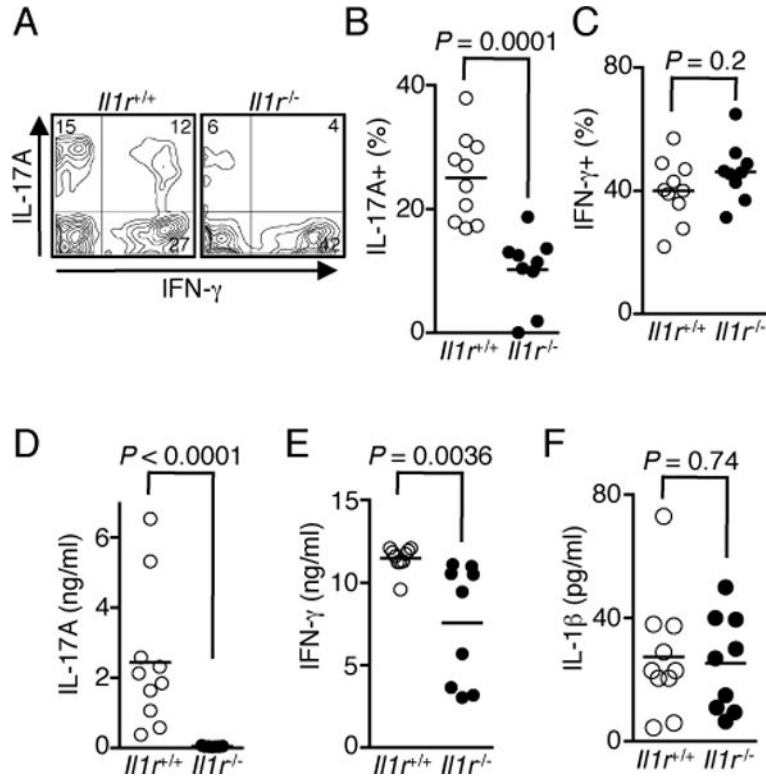 A
Il1r+/+
Il1r-/-
15
12
6
4
27
42
IL-17A
IFN-γ
B
P = 0.0001
40
20
0
IL-17A+ (%)
Il1r+/+
Il1r-/-
C
P = 0.2
80
40
0
IFN-γ+ (%)
Il1r+/+
Il1r-/-
D
P < 0.0001
6
4
2
0
IL-17A (ng/ml)
Il1r+/+
Il1r-/-
E
P = 0.0036
15
10
5
0
IFN-γ (ng/ml)
Il1r+/+
Il1r-/-
F
P = 0.74
80
40
0
IL-1β (pg/ml)
Il1r+/+
Il1r-/-